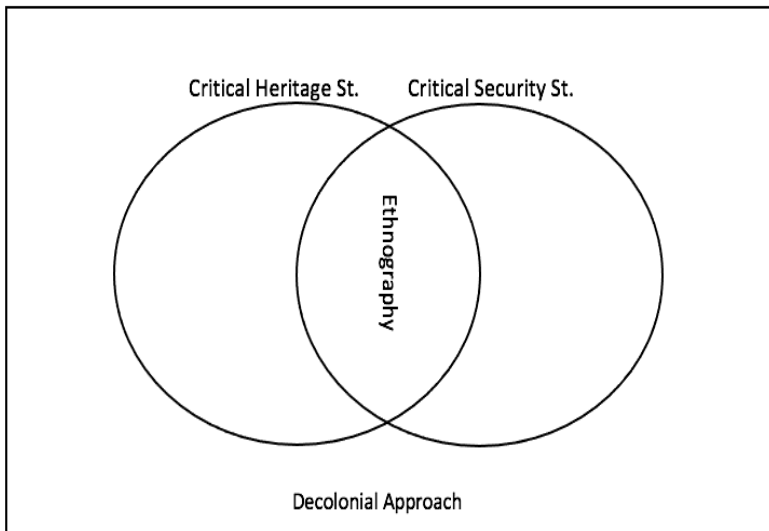 Critical Heritage St.
Critical Security St.
Ethnography
Decolonial Approach